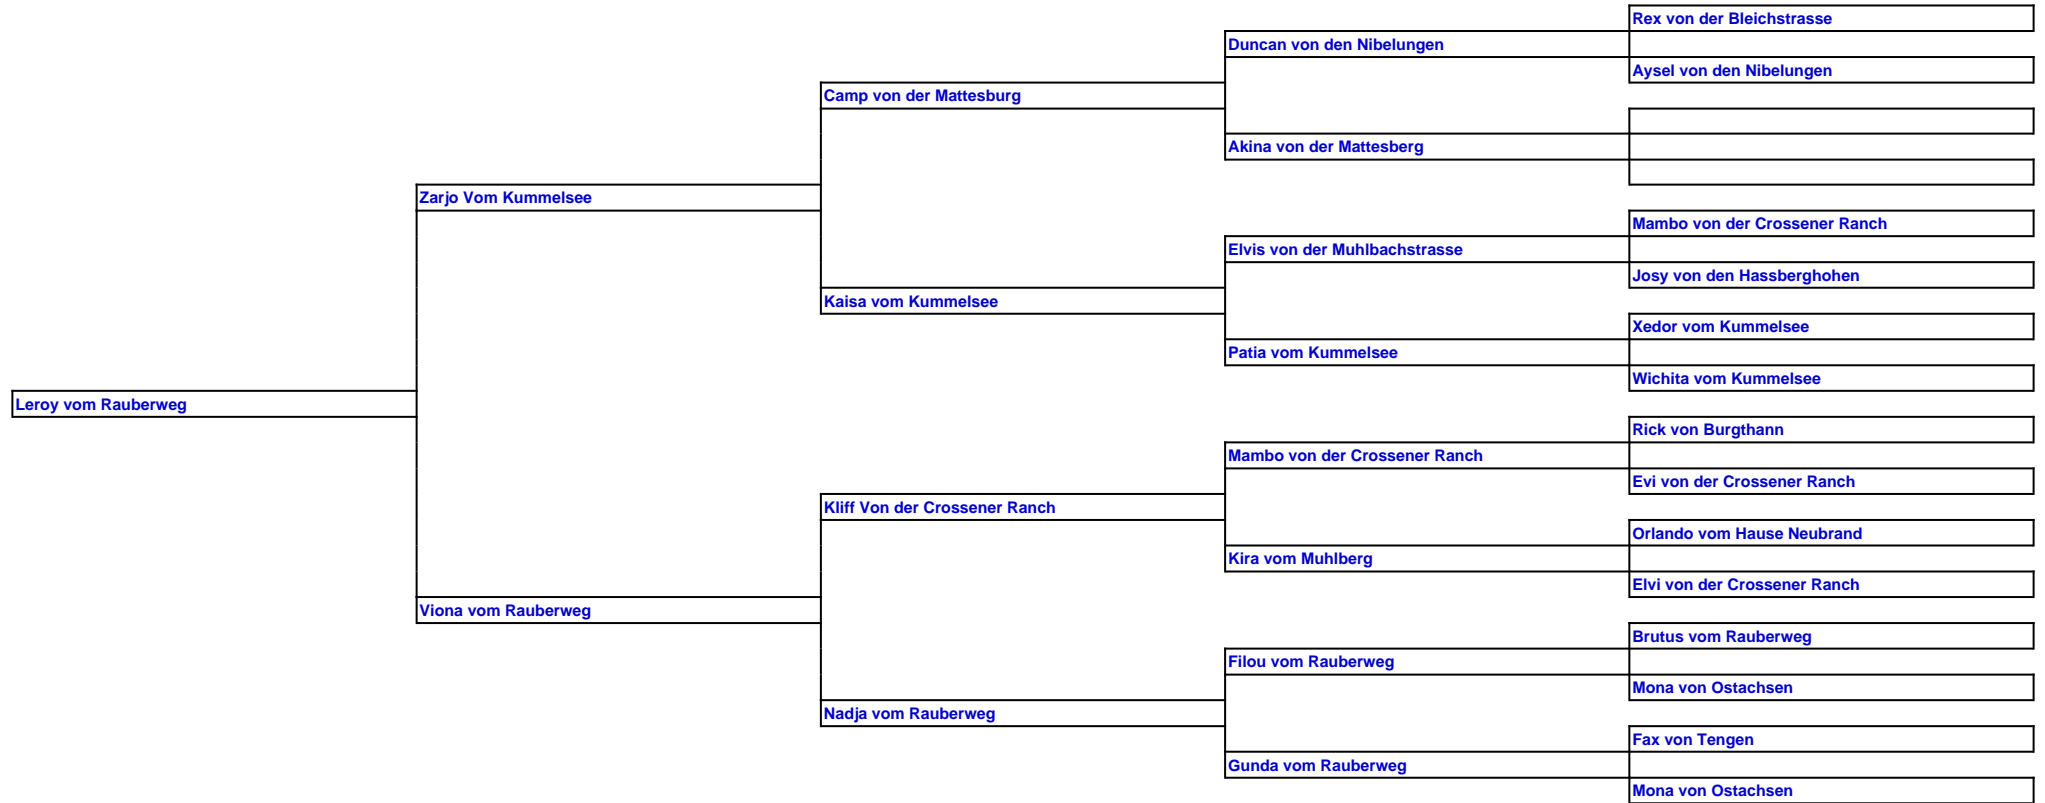 Rex von der Bleichstrasse
Duncan von den Nibelungen
Aysel von den Nibelungen
Camp von der Mattesburg
Akina von der Mattesberg
Zarjo Vom Kummelsee
Mambo von der Crossener Ranch
Elvis von der Muhlbachstrasse
Josy von den Hassberghohen
Kaisa vom Kummelsee
Xedor vom Kummelsee
Patia vom Kummelsee
Wichita vom Kummelsee
Leroy vom Rauberweg
Rick von Burgthann
Mambo von der Crossener Ranch
Evi von der Crossener Ranch
Kliff Von der Crossener Ranch
Orlando vom Hause Neubrand
Kira vom Muhlberg
Elvi von der Crossener Ranch
Viona vom Rauberweg
Brutus vom Rauberweg
Filou vom Rauberweg
Mona von Ostachsen
Nadja vom Rauberweg
Fax von Tengen
Gunda vom Rauberweg
Mona von Ostachsen